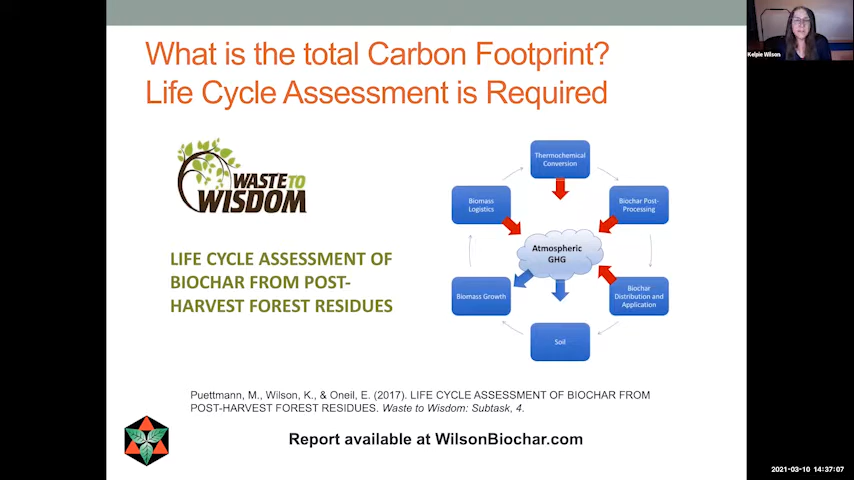 What is the total Carbon Footprint?
Life Cycle Assessment is Required
Kelpie Wilson
WASTE TO
WISDOM
LIFE CYCLE ASSESSMENT OF
BIOCHAR FROM POST-
HARVEST FOREST RESIDUES
Thermochemical
Conversion
Biomass
Logistics
Biochar Post-
Processing
Atmospheric
GHG
Biomass Growth
Biochar
Distribution and
Application
Soil
Puettmann, M., Wilson, K., & Oneil, E. (2017). LIFE CYCLE ASSESSMENT OF BIOCHAR FROM
POST-HARVEST FOREST RESIDUES. Waste to Wisdom: Subtask, 4.
Report available at WilsonBiochar.com
2021-03-10 14:37:07